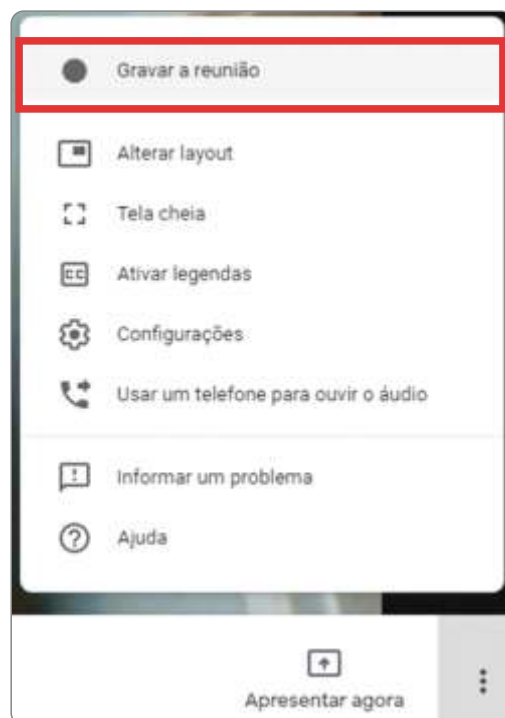 Gravar a reunião
Alterar layout
Tela cheia
CC Ativar legendas
Configurações
Usar um telefone para ouvir o áudio
Informar um problema
Ajuda
Apresentar agora